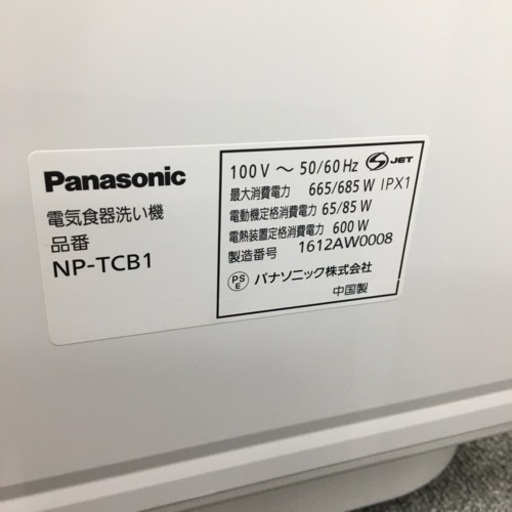 Panasonic
電気食器洗い機
品番
NP-TCB1
100V ～ 50/60 Hz JET
最大消費電力 665/685 W IPX1
電動機定格消費電力 65/85 W
電熱装置定格消費電力 600 W
製造番号 1612AW0008
PSE パナソニック株式会社
中国製